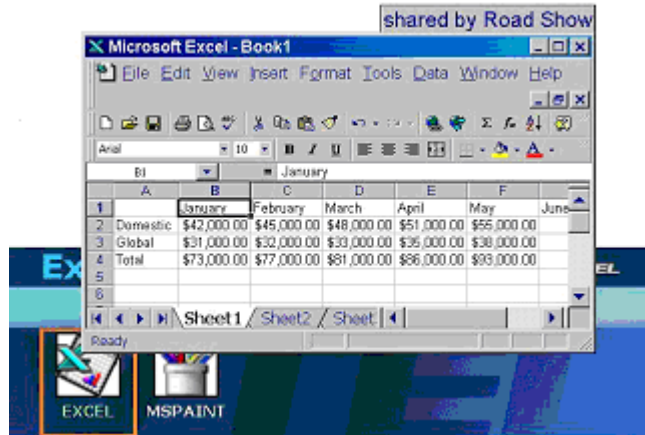 shared by Road Show
Microsoft Excel - Book1
File Edit View Insert Format Tools Data Window Help
Arial 10 B I U A
B1 = January
A B C D E F
1 January February March April May June
2 Domestic $42,000.00 $45,000.00 $48,000.00 $51,000.00 $55,000.00
3 Global $31,000.00 $32,000.00 $33,000.00 $35,000.00 $38,000.00
4 Total $73,000.00 $77,000.00 $81,000.00 $86,000.00 $93,000.00
5
6
Sheet1 Sheet2 Sheet
Ready
Ex EL
EXCEL MSPAINT